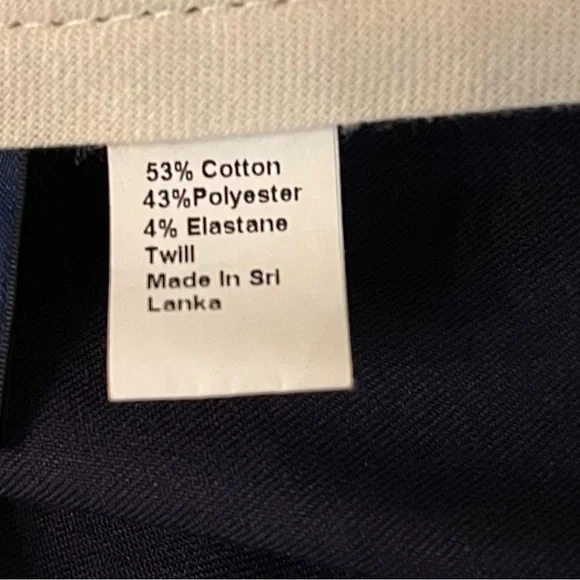 53% Cotton
43%Polyester
4% Elastane
Twill
Made In Sri
Lanka